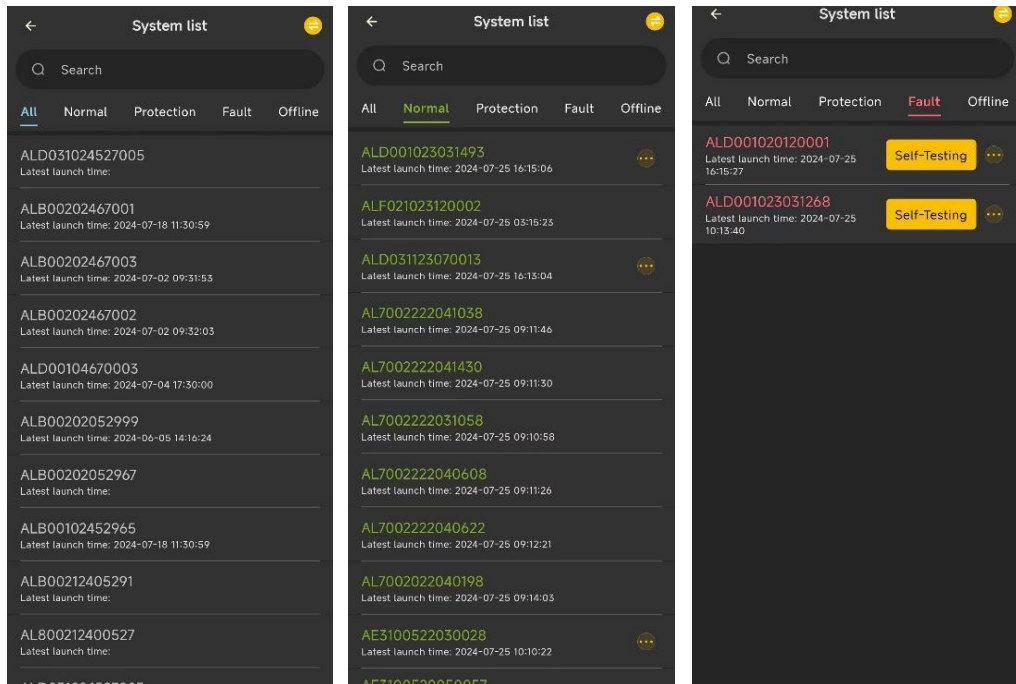 System list
Search
All Normal Protection Fault Offline
ALD031024527005
Latest launch time:
ALB00202467001
Latest launch time: 2024-07-18 11:30:59
ALB00202467003
Latest launch time: 2024-07-02 09:31:53
ALB00202467002
Latest launch time: 2024-07-02 09:32:03
ALD00104670003
Latest launch time: 2024-07-04 17:30:00
ALB00202052999
Latest launch time: 2024-06-05 14:16:24
ALB00202052967
Latest launch time:
ALB00102452965
Latest launch time: 2024-07-18 11:30:59
ALB00212405291
Latest launch time:
AL800212400527
Latest launch time:
System list
Search
All Normal Protection Fault Offline
ALD001023031493
Latest launch time: 2024-07-25 16:15:06
ALF021023120002
Latest launch time: 2024-07-25 03:15:23
ALD031123070013
Latest launch time: 2024-07-25 16:13:04
AL7002222041038
Latest launch time: 2024-07-25 09:11:46
AL7002222041430
Latest launch time: 2024-07-25 09:11:30
AL7002222031058
Latest launch time: 2024-07-25 09:10:58
AL7002222040608
Latest launch time: 2024-07-25 09:11:26
AL7002222040622
Latest launch time: 2024-07-25 09:12:21
AL7002022040198
Latest launch time: 2024-07-25 09:14:03
AE3100522030028
Latest launch time: 2024-07-25 10:10:22
System list
Search
All Normal Protection Fault Offline
ALD001020120001
Latest launch time: 2024-07-25
16:15:27
Self-Testing
ALD001023031268
Latest launch time: 2024-07-25
10:13:40
Self-Testing